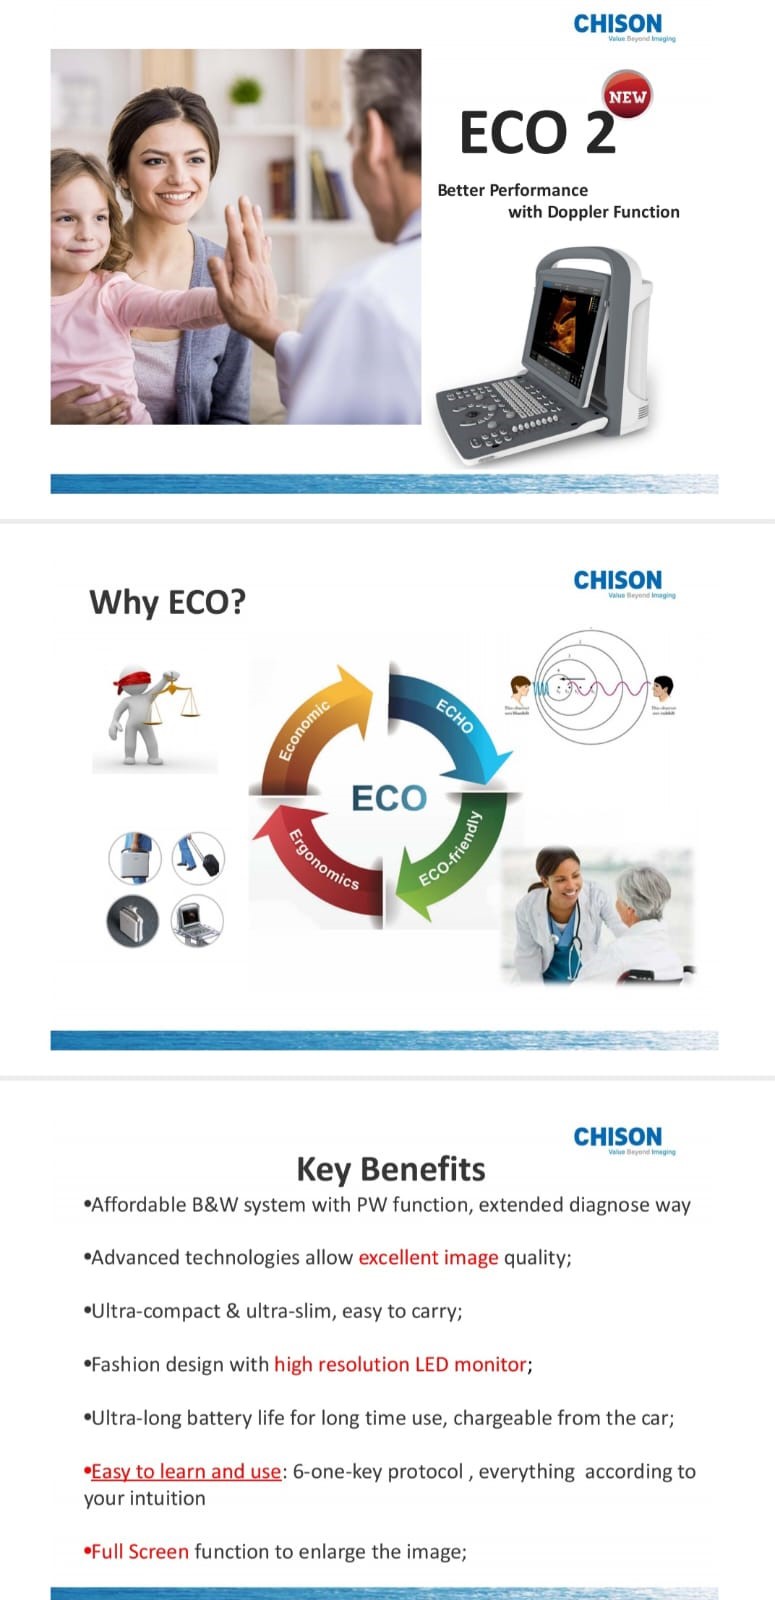 CHISON
Value Beyond Imaging
NEW
ECO 2
Better Performance
with Doppler Function
CHISON
Value Beyond Imaging
Why ECO?
Economic
ECHO
ECO
Ergonomics
ECO-friendly
CHISON
Value Beyond Imaging
Key Benefits
•Affordable B&W system with PW function, extended diagnose way
•Advanced technologies allow excellent image quality;
•Ultra-compact & ultra-slim, easy to carry;
•Fashion design with high resolution LED monitor;
•Ultra-long battery life for long time use, chargeable from the car;
•Easy to learn and use: 6-one-key protocol , everything according to
your intuition
•Full Screen function to enlarge the image;